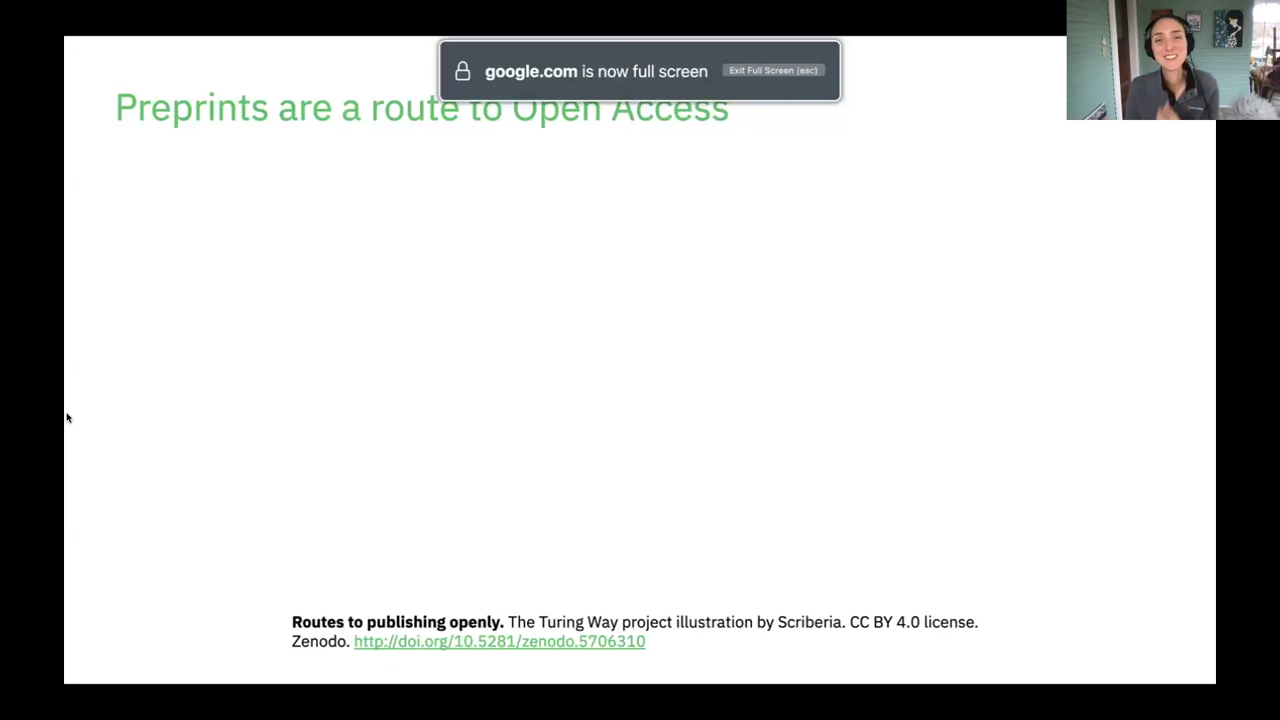 google.com is now full screen Exit Full Screen (esc)
Preprints are a route to Open Access
Routes to publishing openly. The Turing Way project illustration by Scriberia. CC BY 4.0 license.
Zenodo. http://doi.org/10.5281/zenodo.5706310